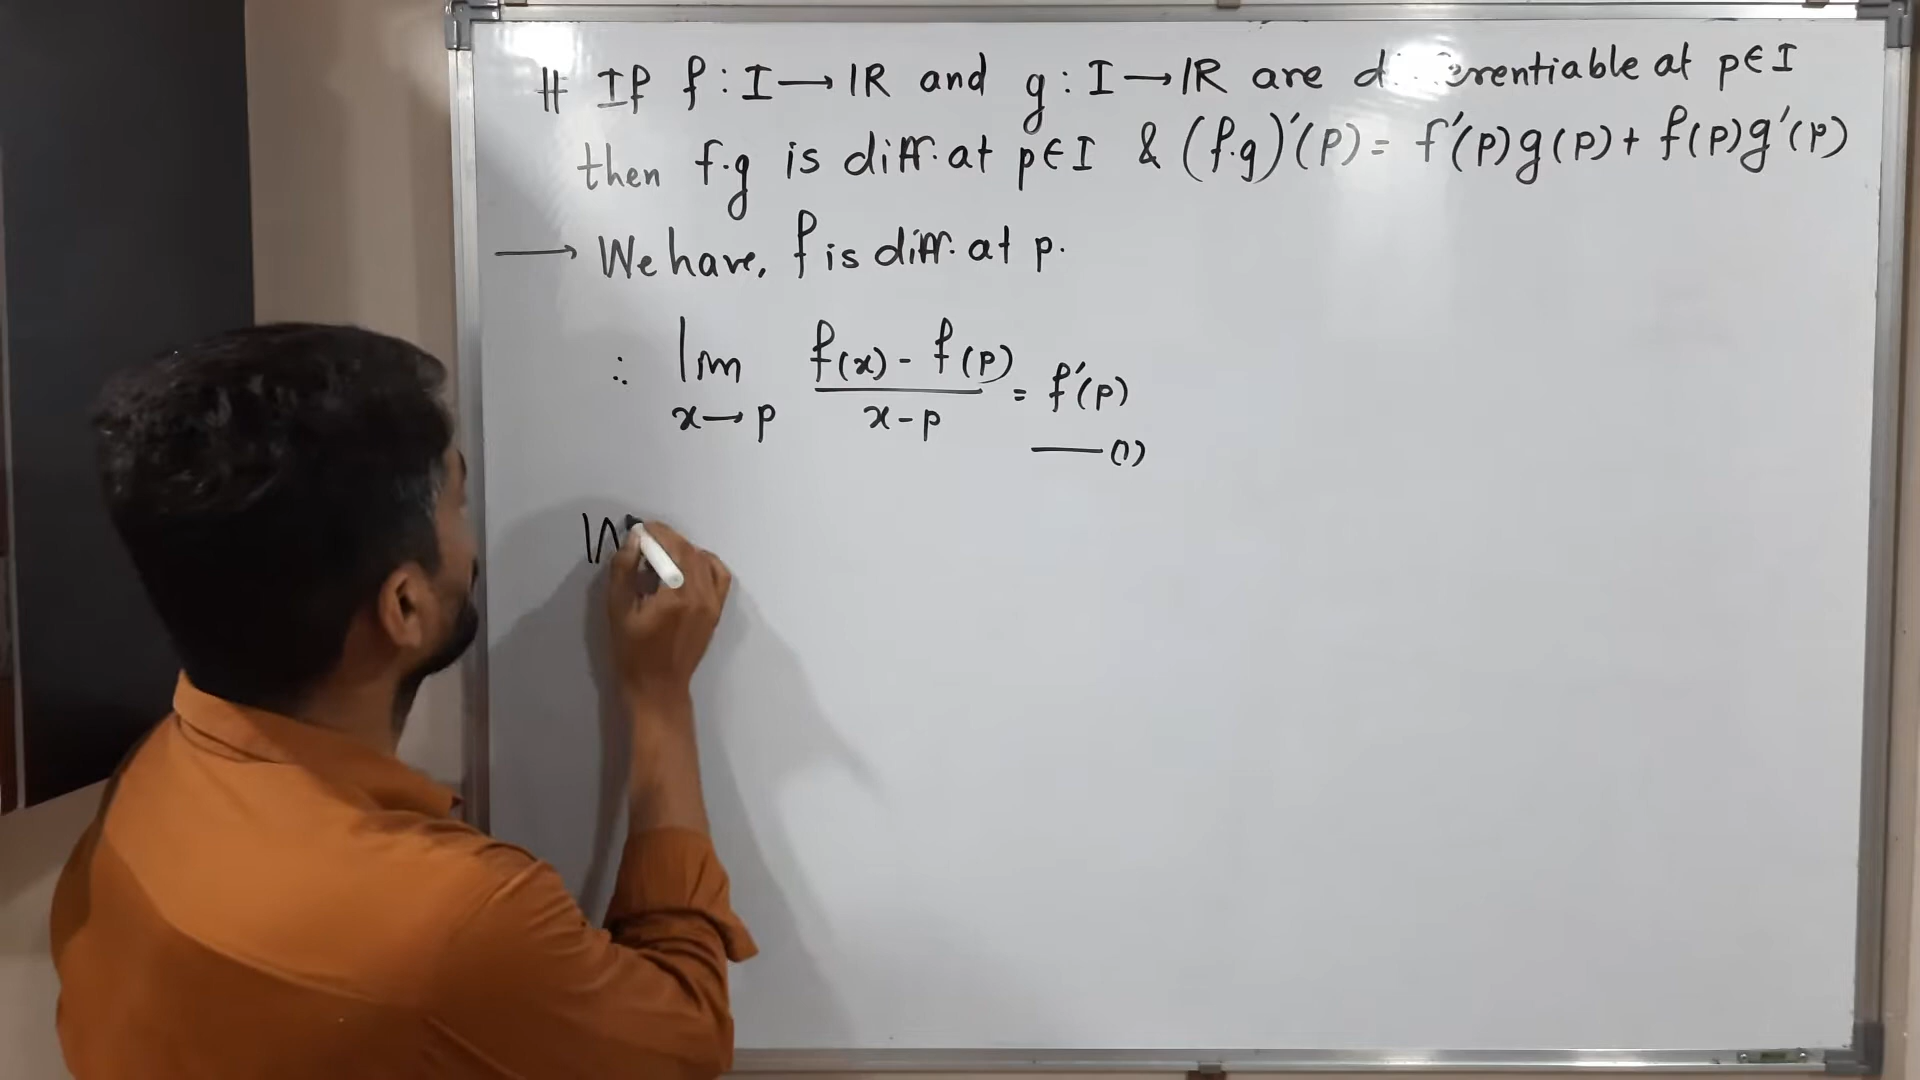 # If f : I → IR and g : I → IR are differentiable at p∈I
then f·g is diff. at p∈I & (f·g)'(p) = f'(p)g(p) + f(p)g'(p)
→ We have, f is diff. at p.
∴ lim f(x) - f(p) = f'(p)
x→p x-p
—(1)